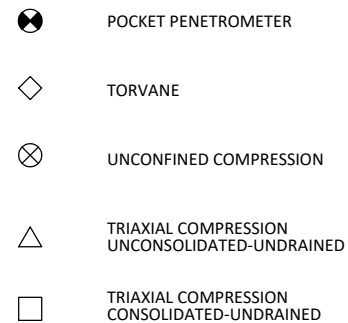 POCKET PENETROMETER
TORVANE
UNCONFINED COMPRESSION
TRIAXIAL COMPRESSION
UNCONSOLIDATED-UNDRAINED
TRIAXIAL COMPRESSION
CONSOLIDATED-UNDRAINED